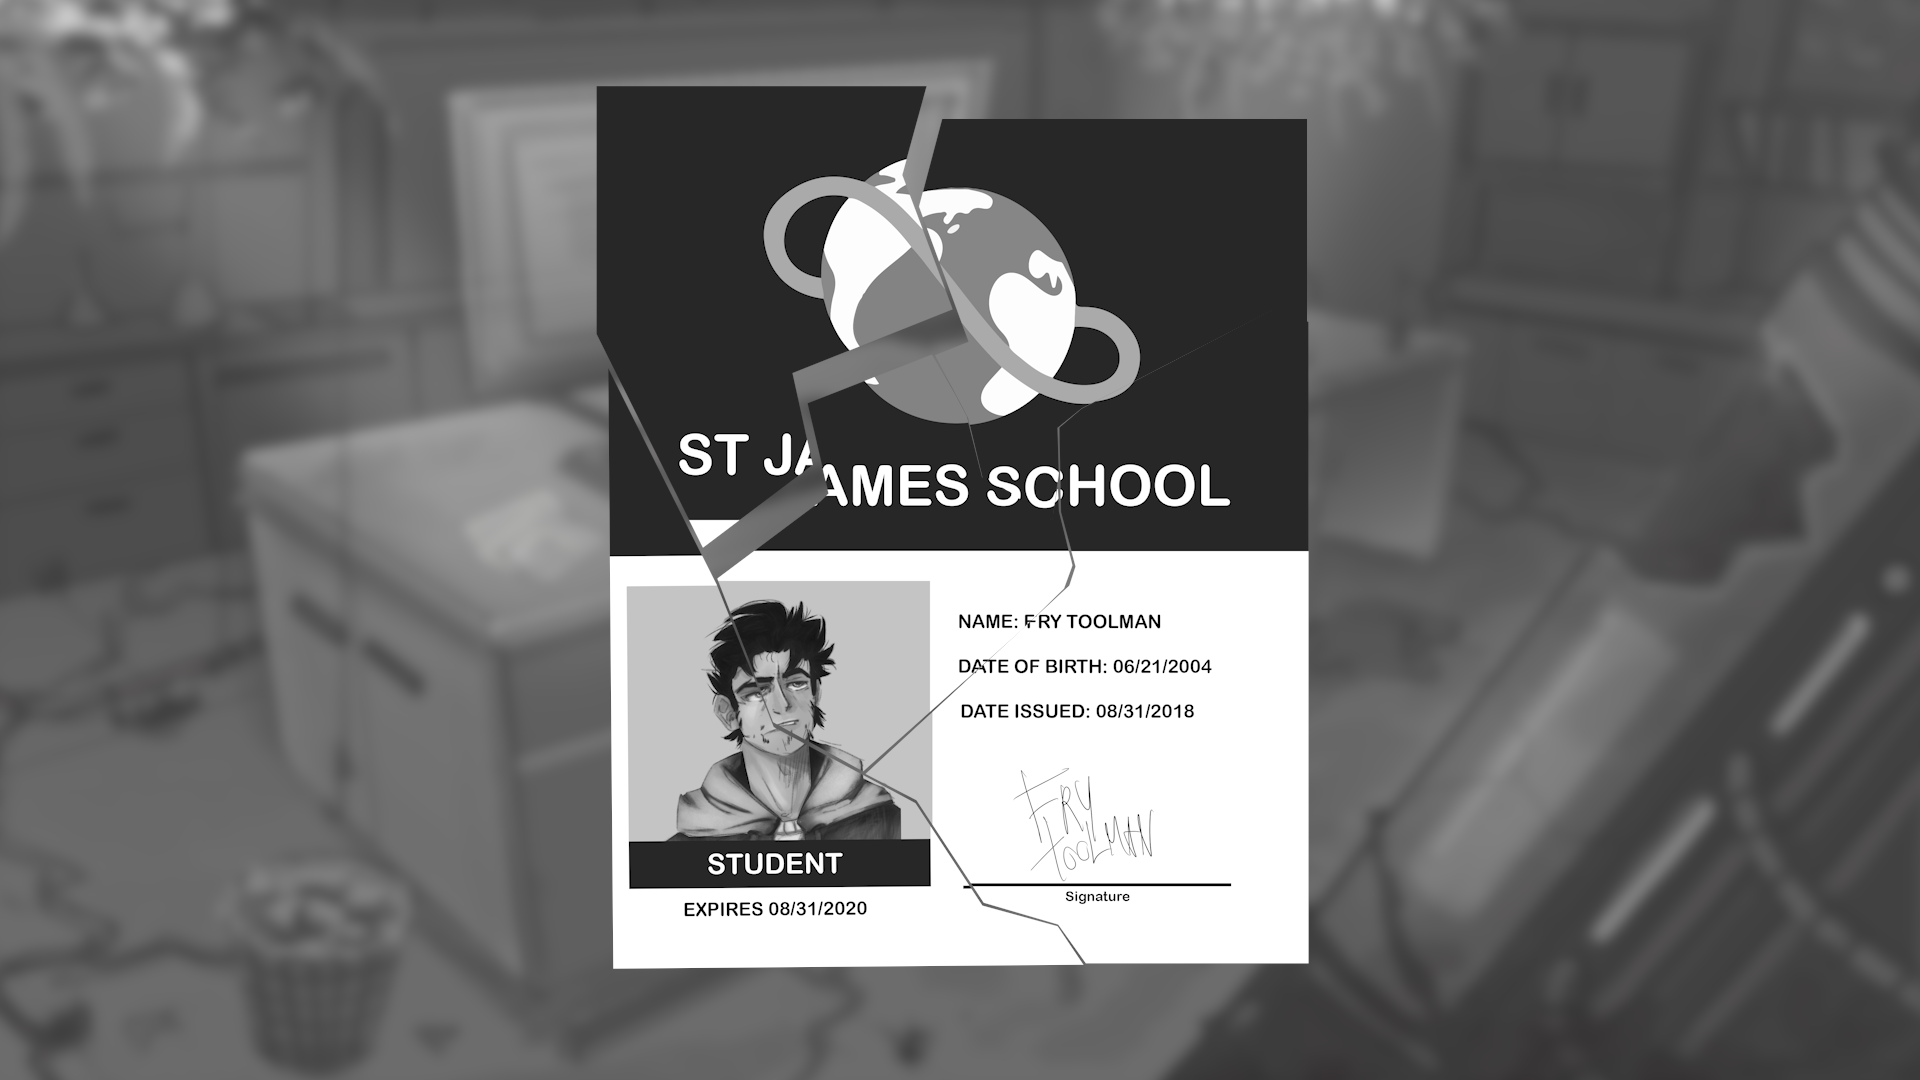 ST JAMES SCHOOL
NAME: FRY TOOLMAN
DATE OF BIRTH: 06/21/2004
DATE ISSUED: 08/31/2018
FRY
TOOLMAN
Signature
STUDENT
EXPIRES 08/31/2020